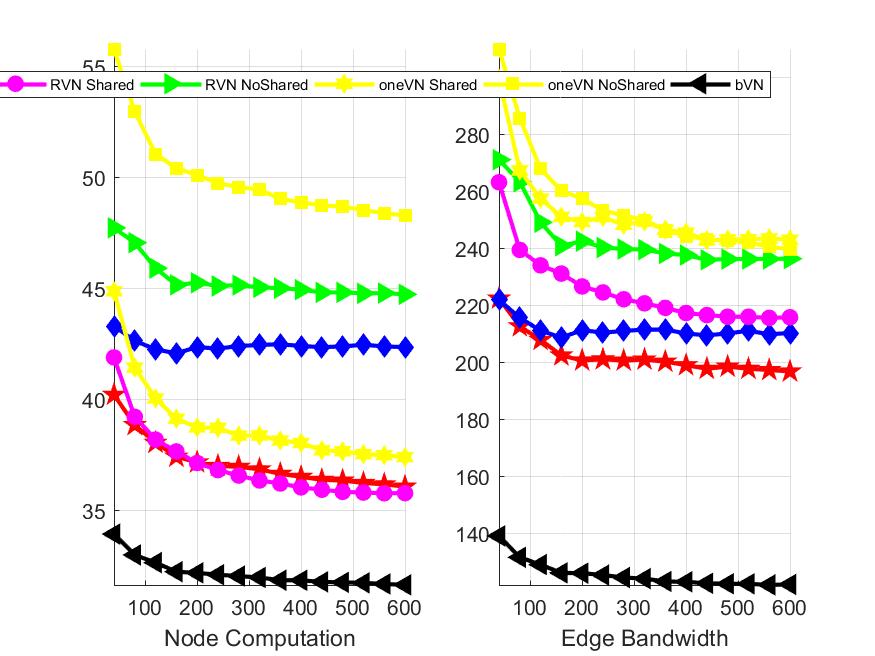 55
RVN Shared RVN NoShared oneVN Shared oneVN NoShared bVN
50
45
40
35
100 200 300 400 500 600
Node Computation
280
260
240
220
200
180
160
140
100 200 300 400 500 600
Edge Bandwidth